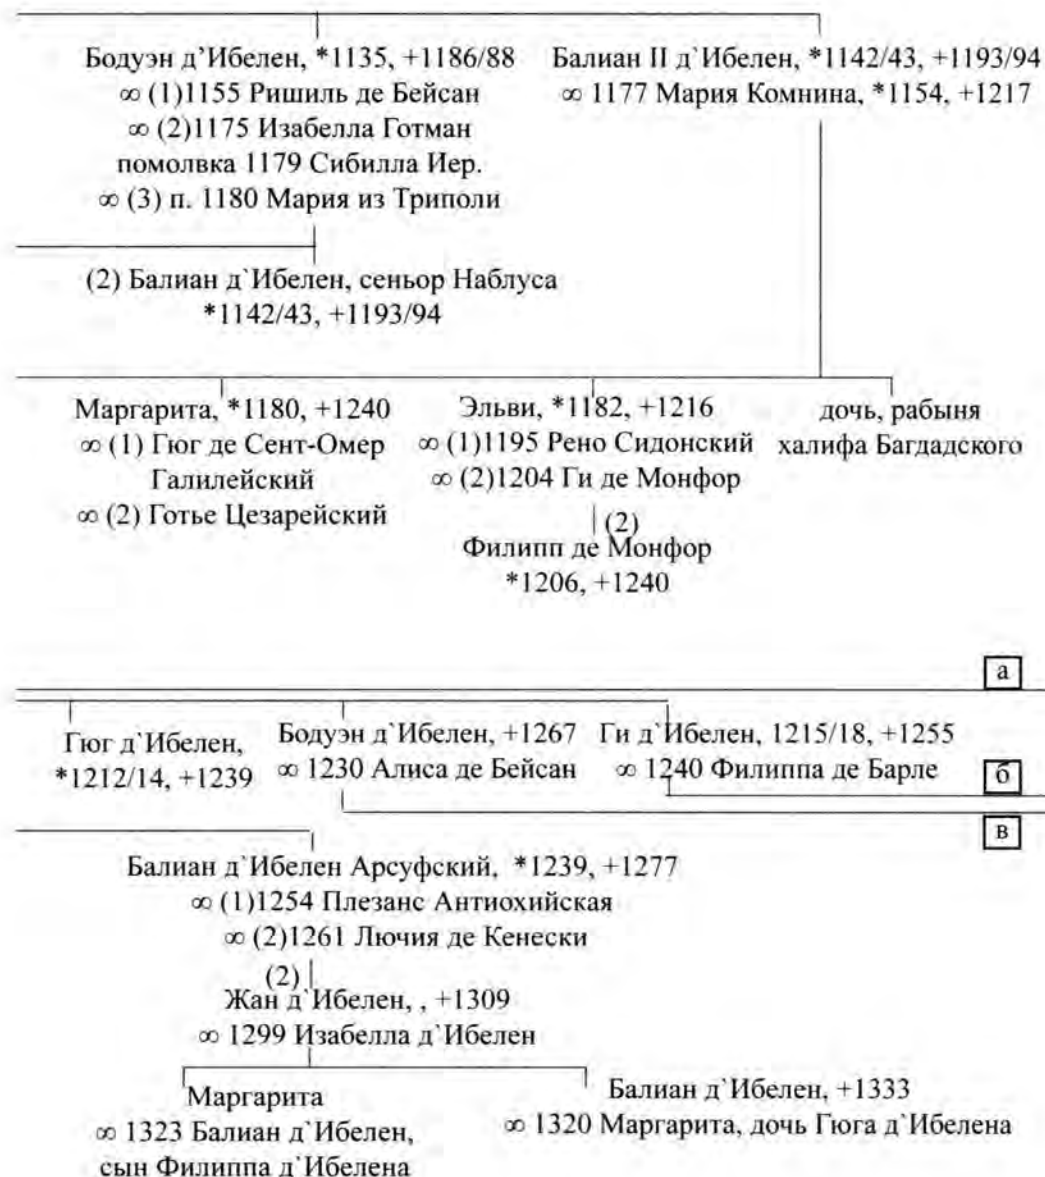 Бодуэн д'Ибелен, *1135, +1186/88
∞ (1)1155 Ришиль де Бейсан
∞ (2)1175 Изабелла Готман
помолвка 1179 Сибилла Иер.
∞ (3) п. 1180 Мария из Триполи
Балиан II д`Ибелен, *1142/43, +1193/94
∞ 1177 Мария Комнина, *1154, +1217
(2) Балиан д`Ибелен, сеньор Наблуса
*1142/43, +1193/94
Маргарита, *1180, +1240
∞ (1) Гюг де Сент-Омер
Галилейский
∞ (2) Готье Цезарейский
Эльви, *1182, +1216
∞ (1)1195 Рено Сидонский
∞ (2)1204 Ги де Монфор
(2)
Филипп де Монфор
*1206, +1240
дочь, рабыня
халифа Багдадского
а
Гюг д`Ибелен,
*1212/14, +1239
Бодуэн д`Ибелен, +1267
∞ 1230 Алиса де Бейсан
Ги д`Ибелен, 1215/18, +1255
∞ 1240 Филиппа де Барле
б
в
Балиан д`Ибелен Арсуфский, *1239, +1277
∞ (1)1254 Плезанс Антиохийская
∞ (2)1261 Лючия де Кенески
(2)
Жан д`Ибелен, , +1309
∞ 1299 Изабелла д`Ибелен
Маргарита
∞ 1323 Балиан д`Ибелен,
сын Филиппа д`Ибелена
Балиан д`Ибелен, +1333
∞ 1320 Маргарита, дочь Гюга д`Ибелена